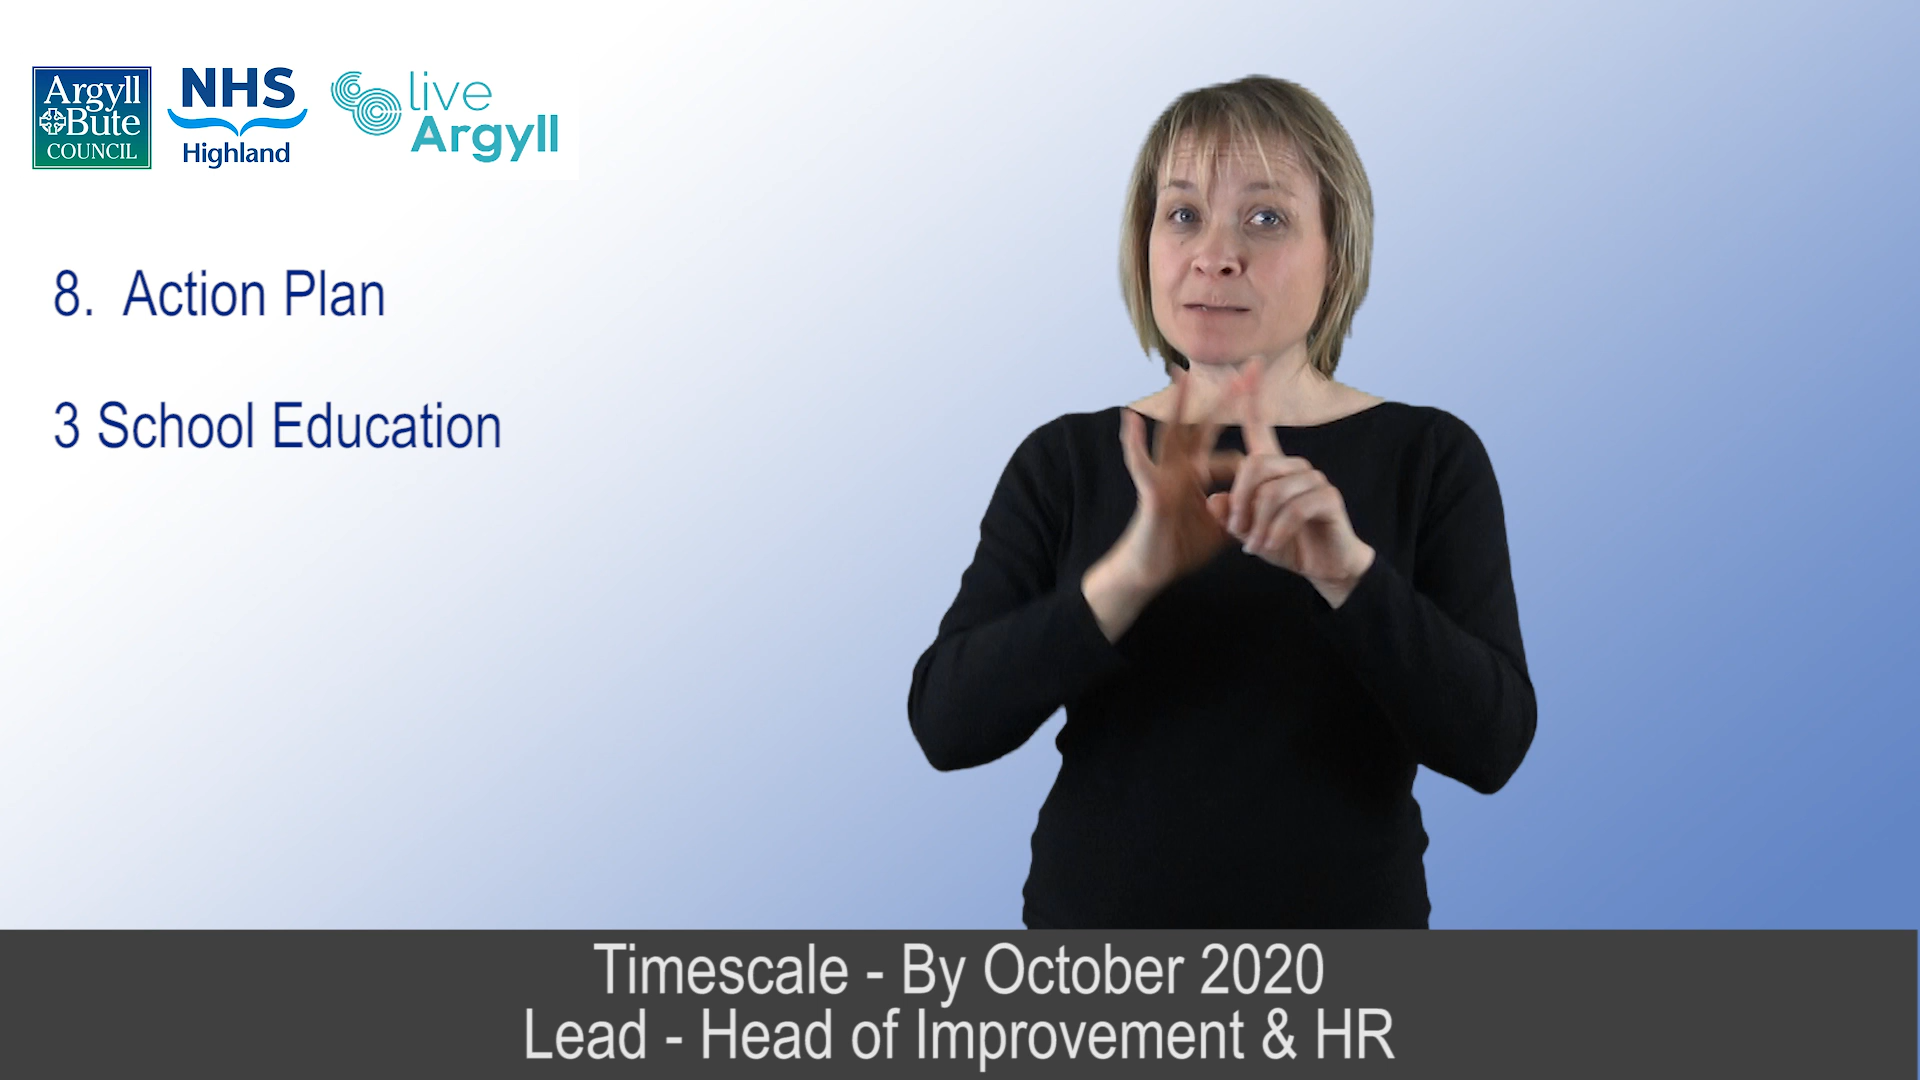 Argyll
Bute
COUNCIL
NHS
Highland
live
Argyll
8. Action Plan
3 School Education
Timescale - By October 2020
Lead - Head of Improvement & HR